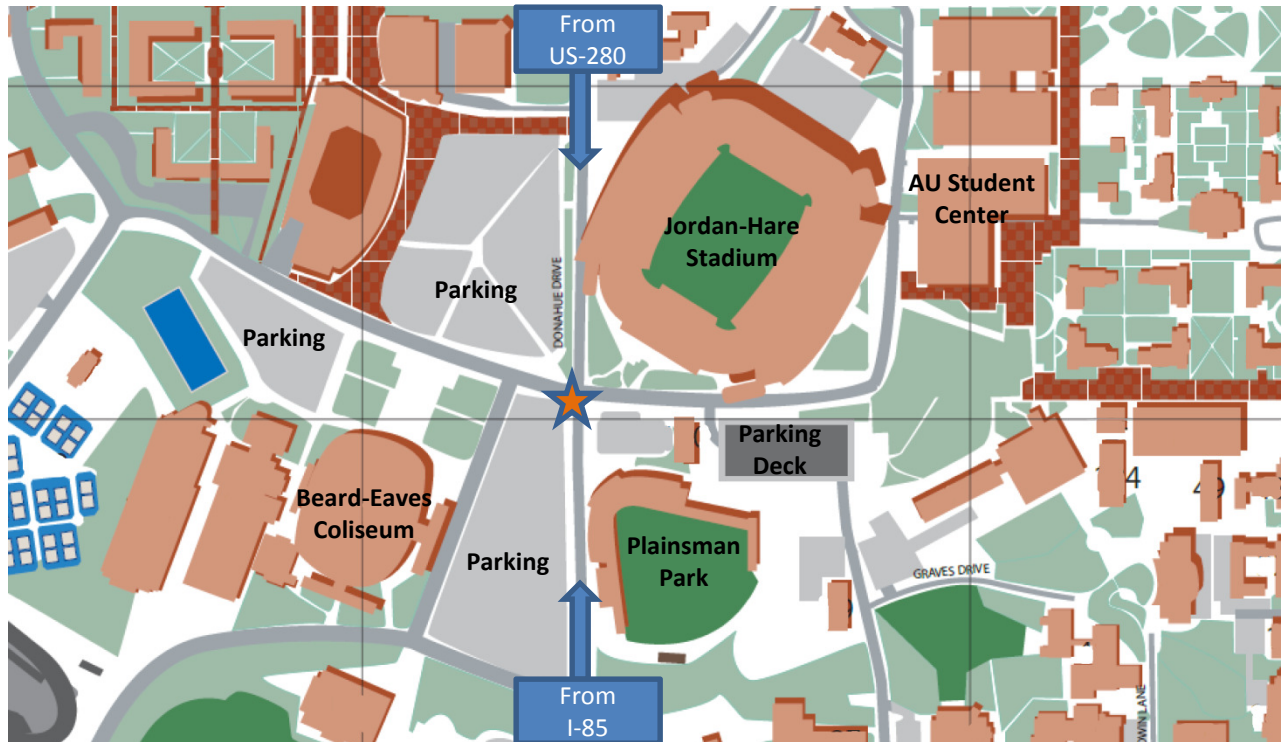 From
US-280
AU Student
Center
Jordan-Hare
Stadium
DONAHUE DRIVE
Parking
Parking
Parking
Deck
Beard-Eaves
Coliseum
Parking
Plainsman
Park
GRAVES DRIVE
49
From
I-85